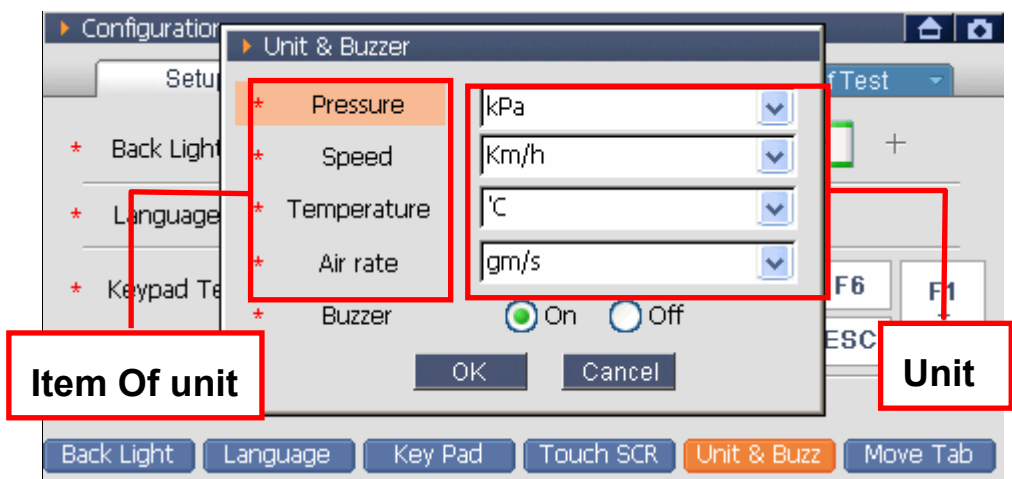 Configuration
Unit & Buzzer
Setu
f Test
* Pressure kPa
* Back Light
+
* Speed Km/h
* Language
* Temperature 'C
* Air rate gm/s
* Keypad Te
F6
F1
* Buzzer On Off
ESC
Item Of unit
Unit
OK Cancel
Back Light Language Key Pad Touch SCR Unit & Buzz Move Tab